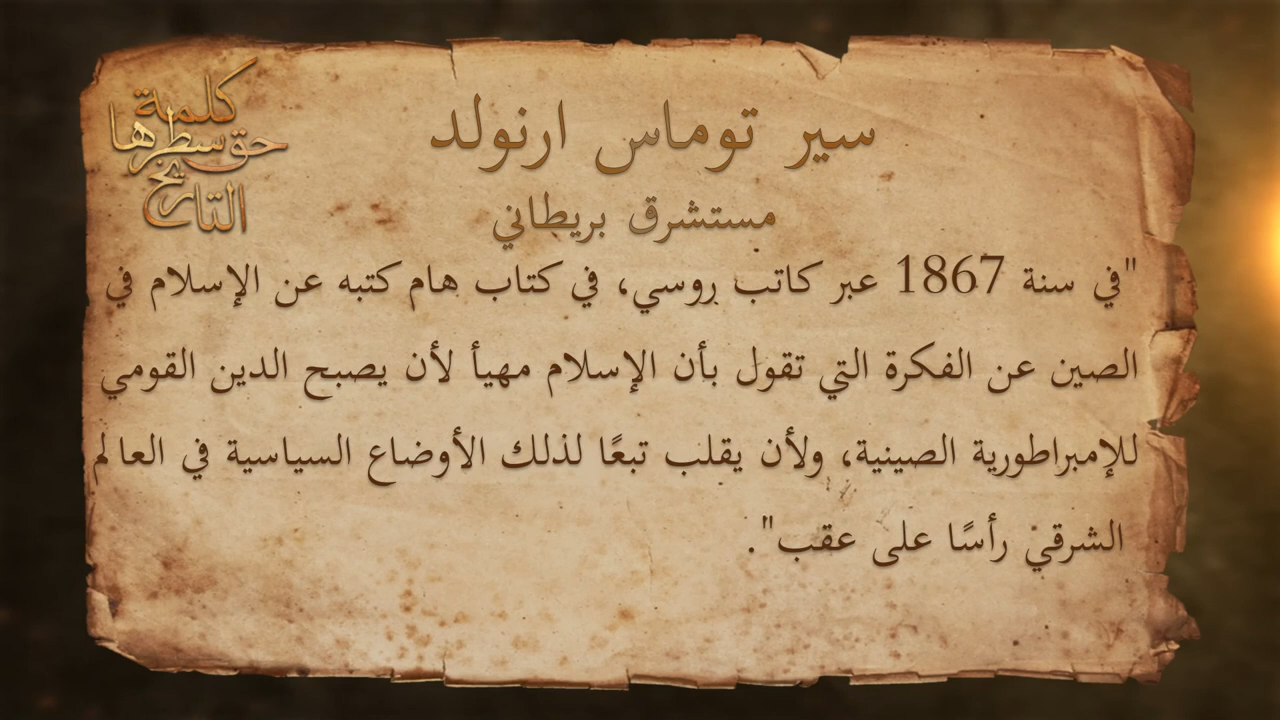 كلمة
حق سطرها
التاريخ
سير توماس ارنولد
مستشرق بريطاني
"في سنة 1867 عبر كاتب روسي، في كتاب هام كتبه عن الإسلام في
الصين عن الفكرة التي تقول بأن الإسلام مهيأ لأن يصبح الدين القومي
للإمبراطورية الصينية، ولأن يقلب تبعًا لذلك الأوضاع السياسية في العالم
الشرقي رأسًا على عقب".